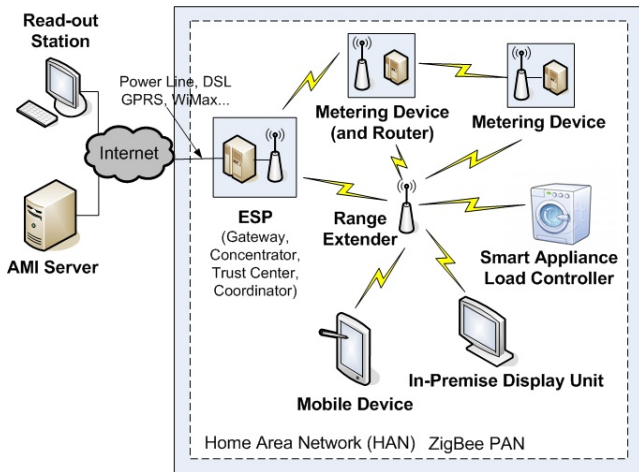 Read-out
Station
Power Line, DSL
GPRS, WiMax...
Internet
AMI Server
ESP
(Gateway,
Concentrator,
Trust Center,
Coordinator)
Metering Device
(and Router)
Metering Device
Range
Extender
Smart Appliance
Load Controller
In-Premise Display Unit
Mobile Device
Home Area Network (HAN) ZigBee PAN